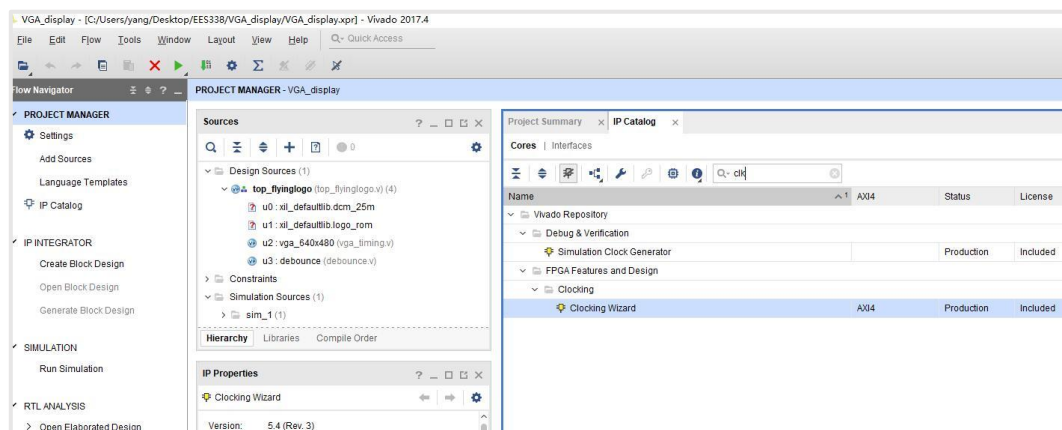 VGA_display - [C:/Users/yang/Desktop/EES338/VGA_display/VGA_display.xpr] - Vivado 2017.4
File Edit Flow Tools Window Layout View Help Q- Quick Access
Flow Navigator
PROJECT MANAGER - VGA_display
PROJECT MANAGER
Settings
Add Sources
Language Templates
IP Catalog
IP INTEGRATOR
Create Block Design
Open Block Design
Generate Block Design
SIMULATION
Run Simulation
RTL ANALYSIS
Open Elaborated Design
Sources
0
Design Sources (1)
top_flyinglogo (top_flyinglogo.v) (4)
u0 : xil_defaultlib.dcm_25m
u1 : xil_defaultlib.logo_rom
u2 : vga_640x480 (vga_timing.v)
u3 : debounce (debounce.v)
Constraints
Simulation Sources (1)
sim_1 (1)
Hierarchy Libraries Compile Order
IP Properties
Clocking Wizard
Version: 5.4 (Rev. 3)
Project Summary IP Catalog
Cores | Interfaces
Q- clk
Name 1 AXI4 Status License
Vivado Repository
Debug & Verification
Simulation Clock Generator Production Included
FPGA Features and Design
Clocking
Clocking Wizard AXI4 Production Included